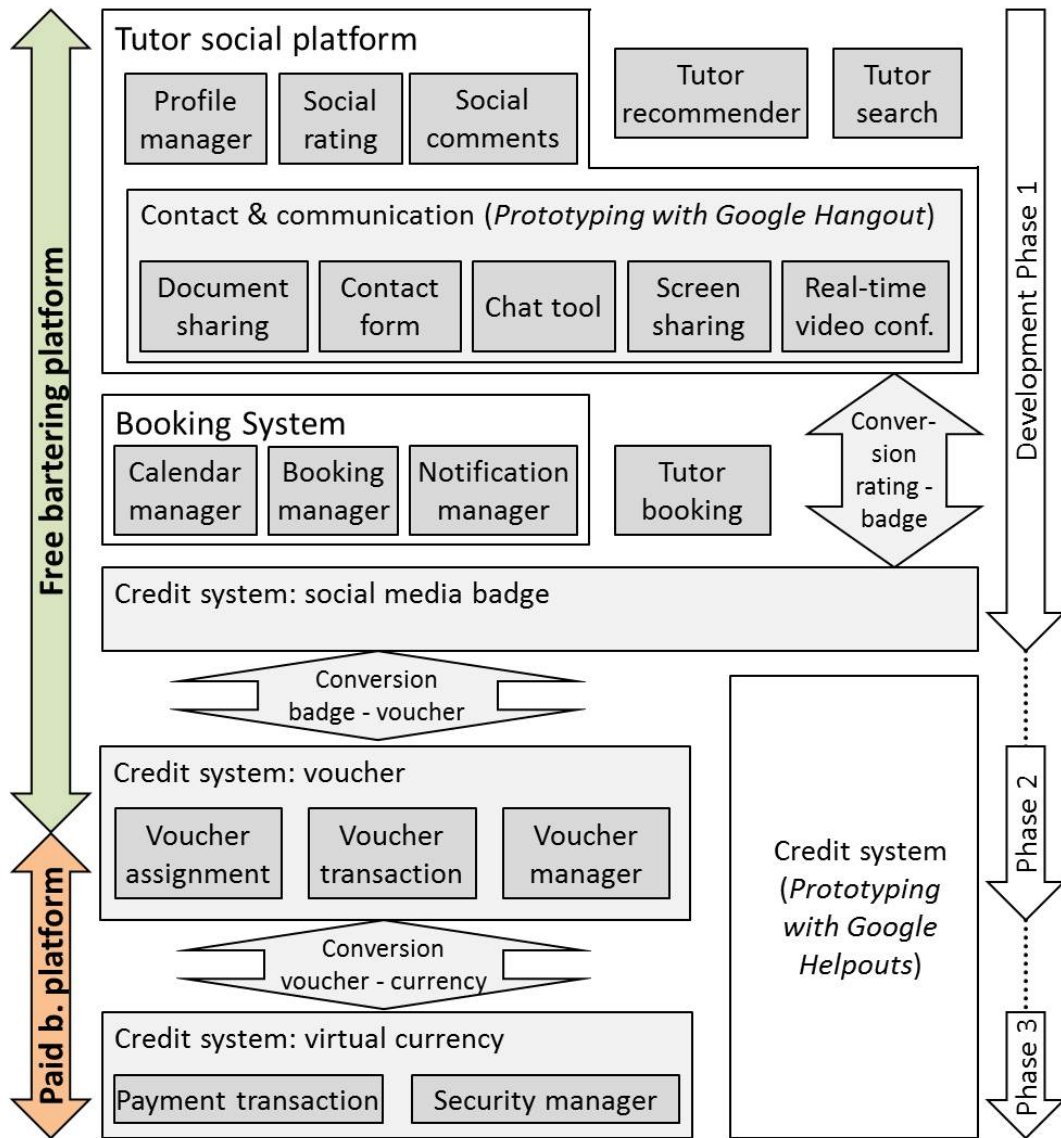 Tutor social platform
Profile
manager
Social
rating
Social
comments
Tutor
recommender
Tutor
search
Contact & communication (Prototyping with Google Hangout)
Document
sharing
Contact
form
Chat tool
Screen
sharing
Real-time
video conf.
Free bartering platform
Development Phase 1
Booking System
Calendar
manager
Booking
manager
Notification
manager
Tutor
booking
Conver-
sion
rating -
badge
Credit system: social media badge
Conversion
badge - voucher
Credit system: voucher
Voucher
assignment
Voucher
transaction
Voucher
manager
Credit system
(Prototyping
with Google
Helpouts)
Phase 2
Paid b. platform
Conversion
voucher - currency
Credit system: virtual currency
Payment transaction
Security manager
Phase 3